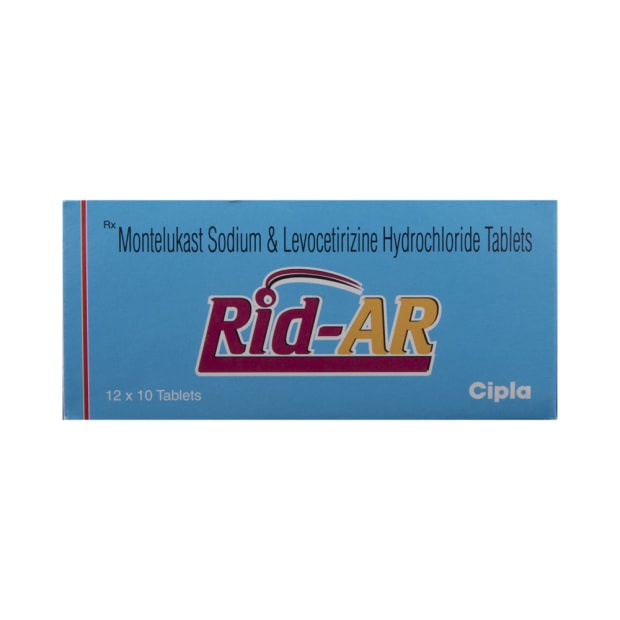 Rx Montelukast Sodium & Levocetirizine Hydrochloride Tablets
Rid-AR
12 x 10 Tablets
Cipla